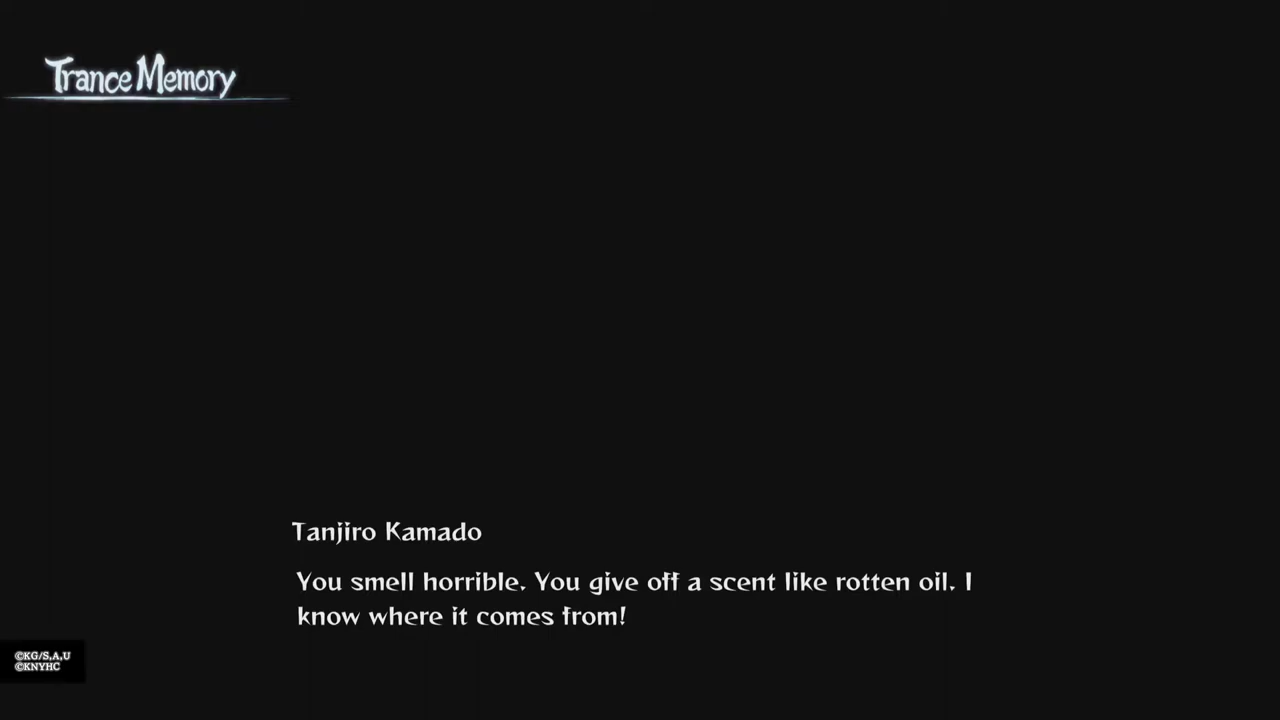 Trance Memory
Tanjiro Kamado
You smell horrible. You give off a scent like rotten oil. I
know where it comes from!
©KG/S,A,U
©KNYHC